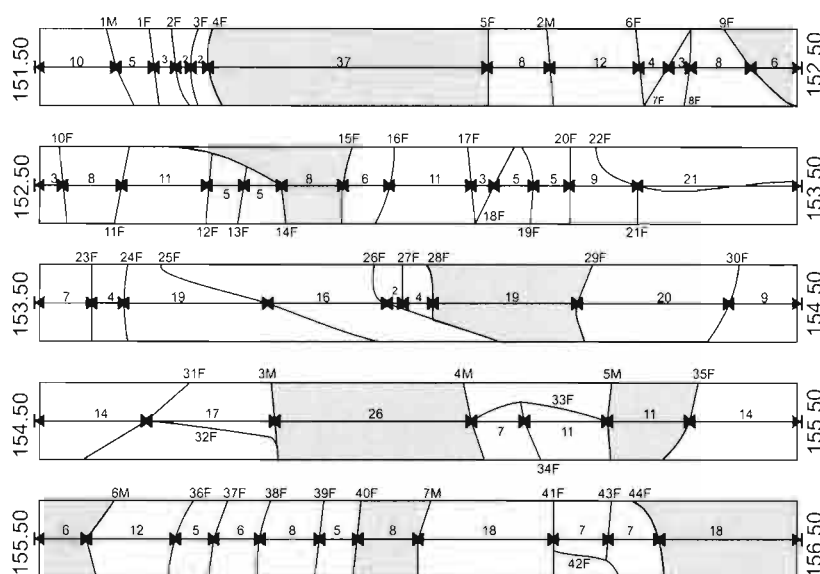 1M 1F 2F 3F 4F 5F 2M 6F 9F
151.50 10 5 3 2 2 37 8 12 4 3 8 6 152.50
7F 8F
10F 15F 16F 17F 20F 22F
152.50 3 8 11 5 5 8 6 11 3 5 5 9 21 153.50
11F 12F 13F 14F 18F 19F 21F
23F 24F 25F 26F 27F 28F 29F 30F
153.50 7 4 19 16 2 4 19 20 9 154.50
31F 3M 4M 33F 5M 35F
154.50 14 17 26 7 11 11 14 155.50
32F 34F
6M 36F 37F 38F 39F 40F 7M 41F 43F 44F
155.50 6 12 5 6 8 5 8 18 7 7 18 156.50
42F